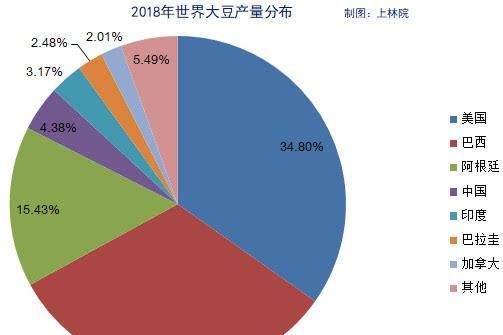 2018年世界大豆产量分布
制图：上林院
2.01%
2.48%
5.49%
3.17%
4.38%
34.80%
15.43%
美国
巴西
阿根廷
中国
印度
巴拉圭
加拿大
其他